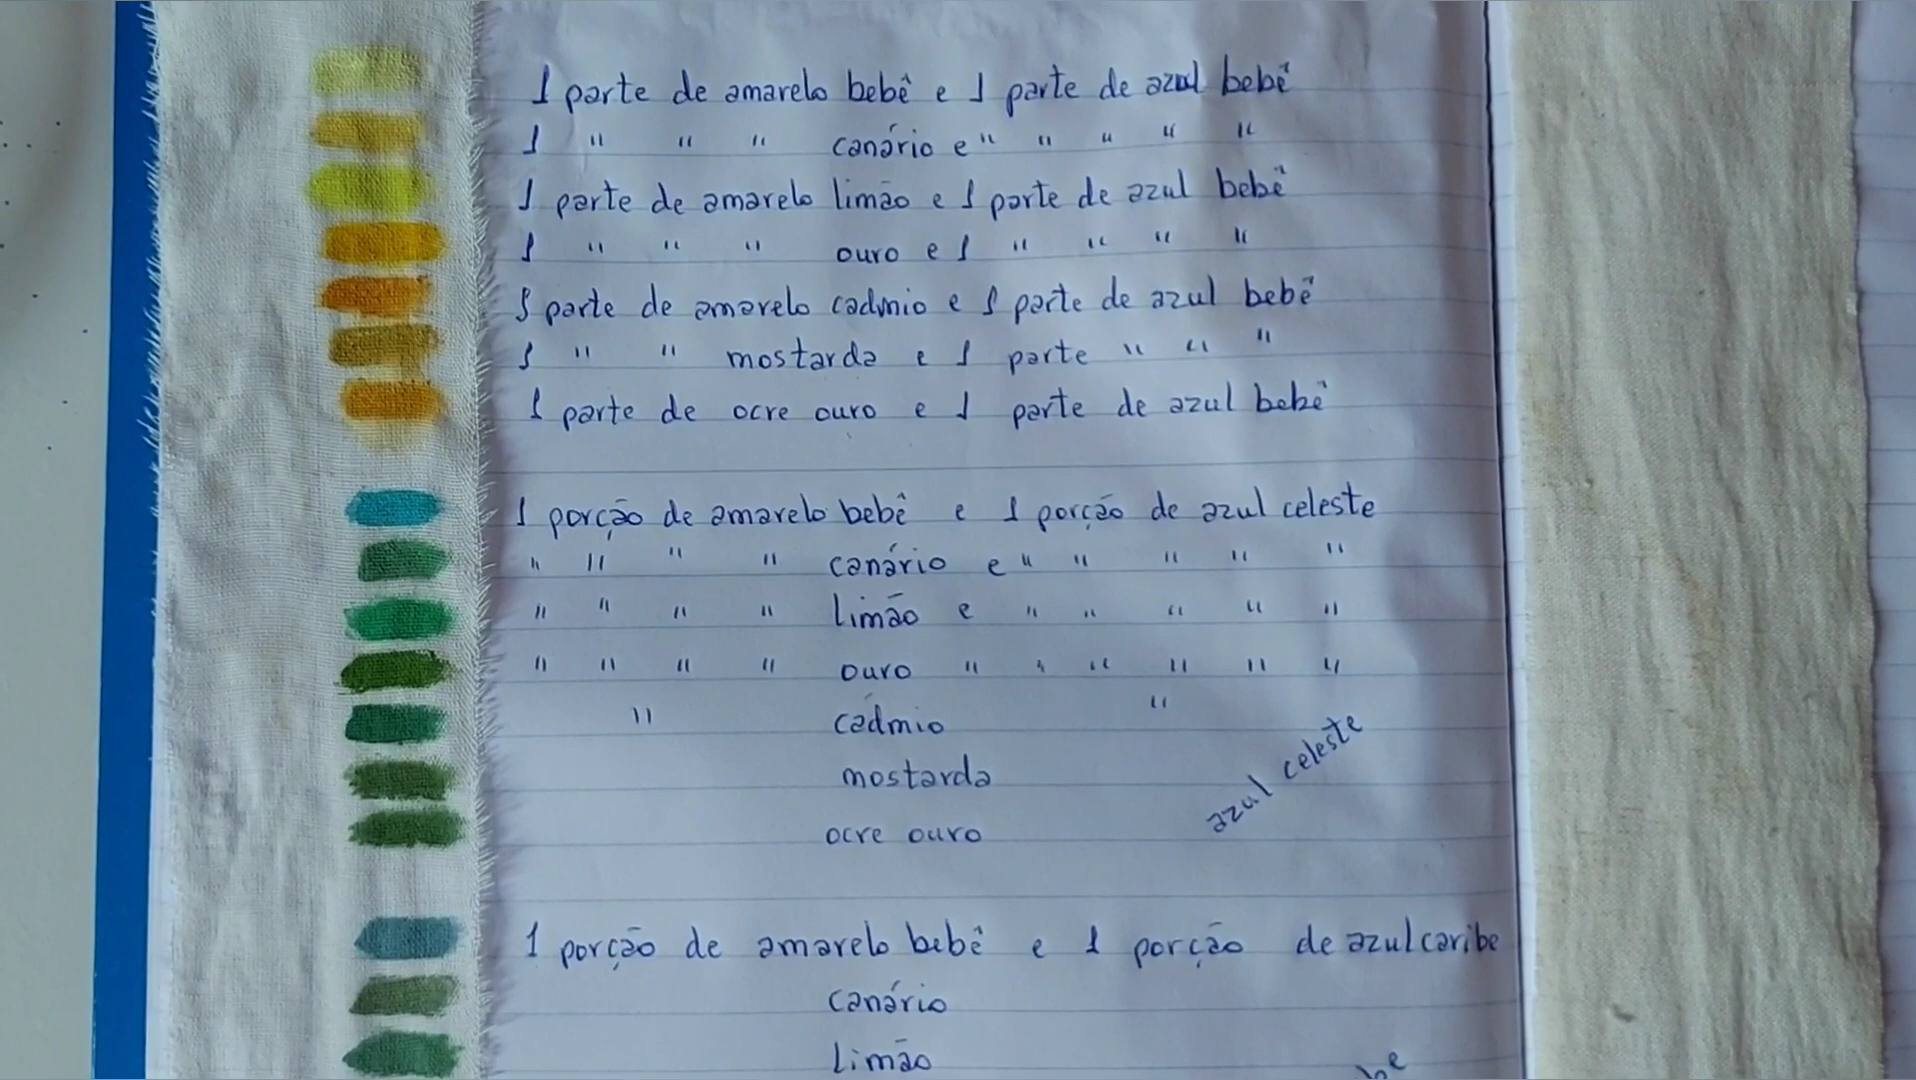 1 parte de amarelo bebê e 1 parte de azul bebê
1 " " " canário e " " " " "
1 parte de amarelo limão e 1 parte de azul bebê
1 " " " ouro e 1 " " " "
1 parte de amarelo cadmio e 1 parte de azul bebê
1 " " mostarda e 1 parte " " "
1 parte de ocre ouro e 1 parte de azul bebê
1 porção de amarelo bebê e 1 porção de azul celeste
" " " " canário e " " " " "
" " " " limão e " " " " "
" " " " ouro " " " " " "
" cádmio "
mostarda
azul celeste
ocre ouro
1 porção de amarelo bebê e 1 porção de azul caribe
canário
limão